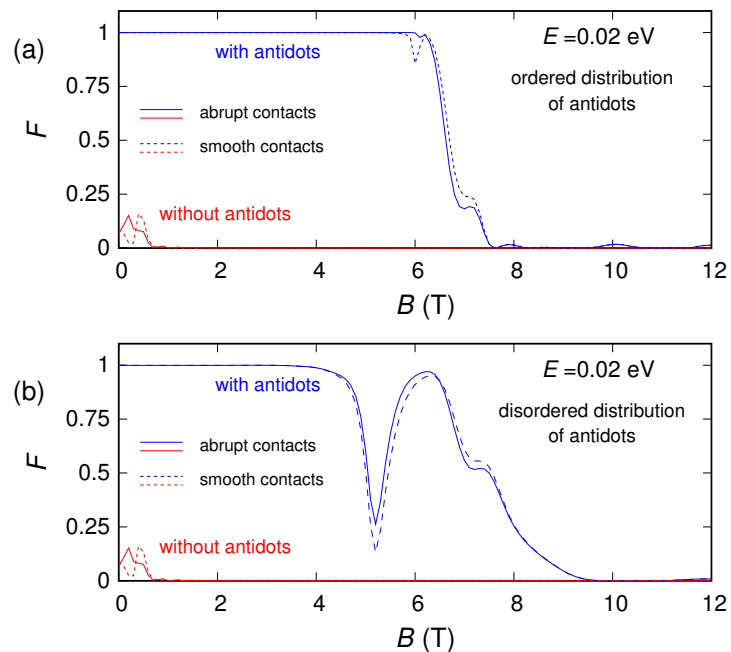 (a)
1
0.75
0.5
0.25
0
F
with antidots
E =0.02 eV
ordered distribution
of antidots
abrupt contacts
smooth contacts
without antidots
0 2 4 6 8 10 12
B (T)
(b)
1
0.75
0.5
0.25
0
F
with antidots
E =0.02 eV
disordered distribution
of antidots
abrupt contacts
smooth contacts
without antidots
0 2 4 6 8 10 12
B (T)